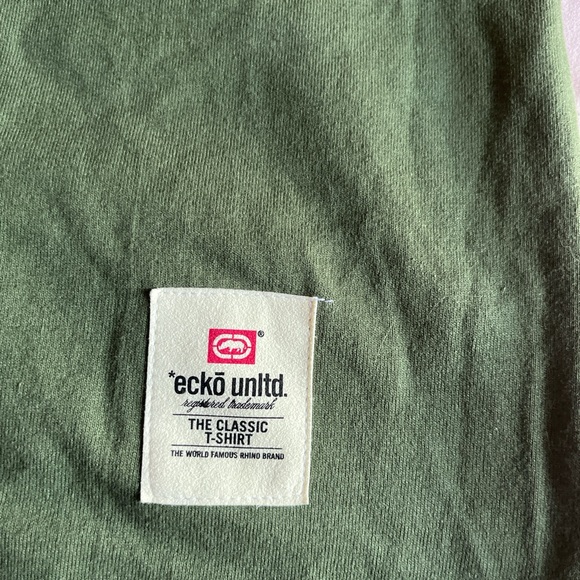 ®
*eckō unltd.
registered trademark
THE CLASSIC
T-SHIRT
THE WORLD FAMOUS RHINO BRAND